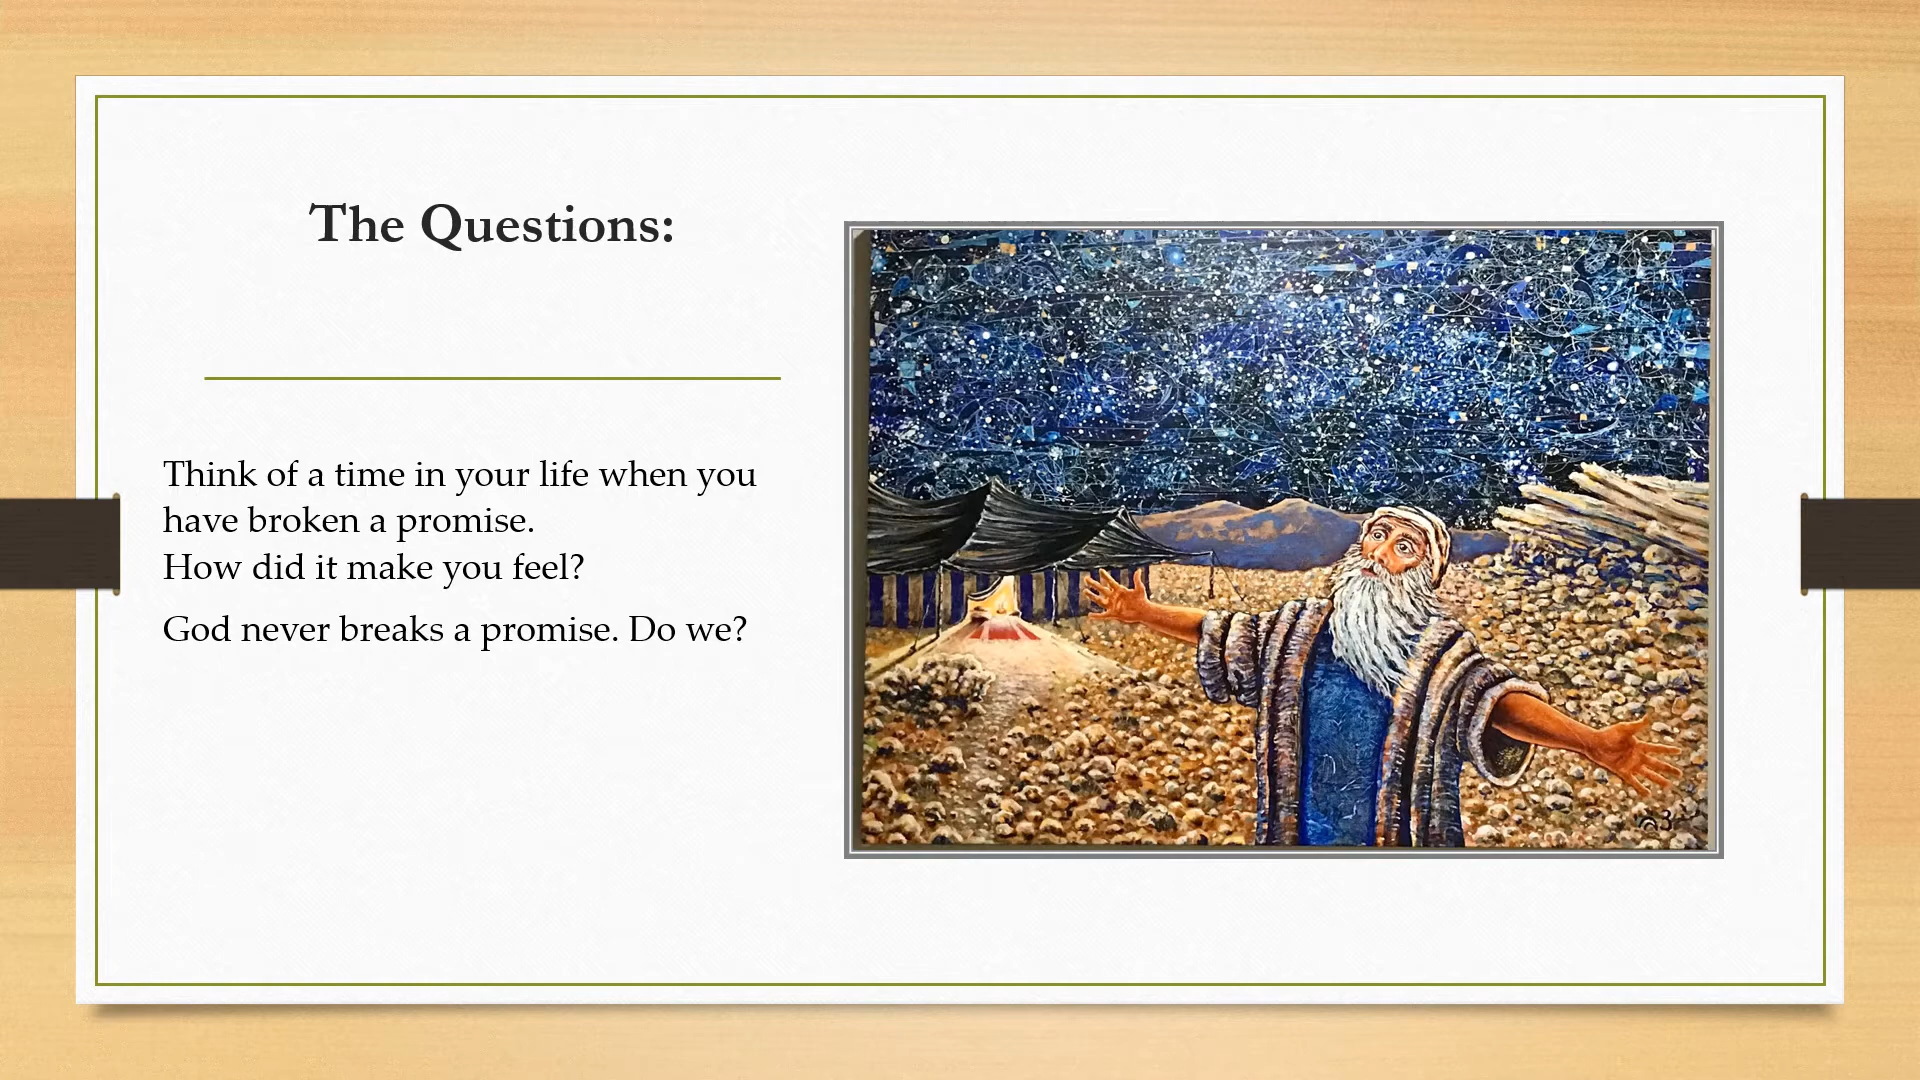 The Questions:
Think of a time in your life when you
have broken a promise.
How did it make you feel?
God never breaks a promise. Do we?